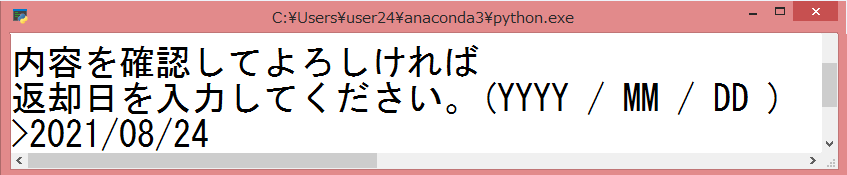 C:¥Users¥user24¥anaconda3¥python.exe
内容を確認してよろしければ
返却日を入力してください。(YYYY / MM / DD )
>2021/08/24